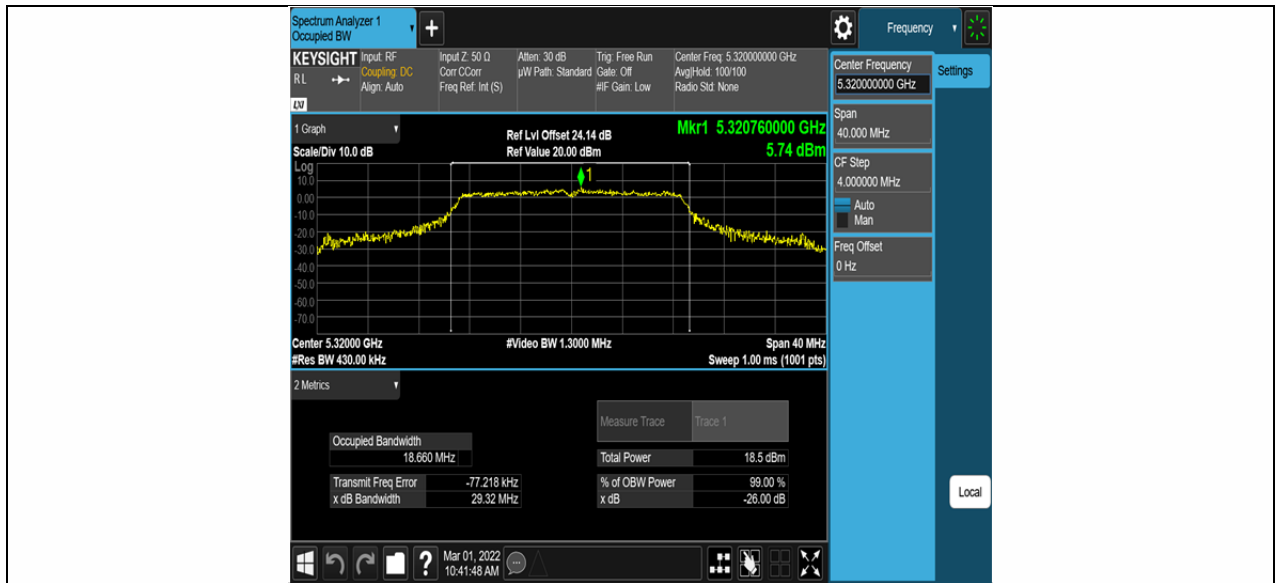 Spectrum Analyzer 1
Occupied BW
+
Frequency
KEYSIGHT
RL
LXI
Input: RF
Coupling: DC
Align: Auto
Input Z: 50 Ω
Corr CCorr
Freq Ref: Int (S)
Atten: 30 dB
µW Path: Standard
Trig: Free Run
Gate: Off
#IF Gain: Low
Center Freq: 5.320000000 GHz
Avg|Hold: 100/100
Radio Std: None
Center Frequency
5.320000000 GHz
Settings
Span
40.000 MHz
CF Step
4.000000 MHz
Auto
Man
Freq Offset
0 Hz
Local
1 Graph
Scale/Div 10.0 dB
Ref Lvl Offset 24.14 dB
Ref Value 20.00 dBm
Mkr1 5.320760000 GHz
5.74 dBm
Log
10.0
0.00
-10.0
-20.0
-30.0
-40.0
-50.0
-60.0
-70.0
1
Center 5.32000 GHz
#Video BW 1.3000 MHz
Span 40 MHz
#Res BW 430.00 kHz
Sweep 1.00 ms (1001 pts)
2 Metrics
Measure Trace
Trace 1
Occupied Bandwidth
18.660 MHz
Total Power
18.5 dBm
Transmit Freq Error
-77.218 kHz
% of OBW Power
99.00 %
x dB Bandwidth
29.32 MHz
x dB
-26.00 dB
?
Mar 01, 2022
10:41:48 AM